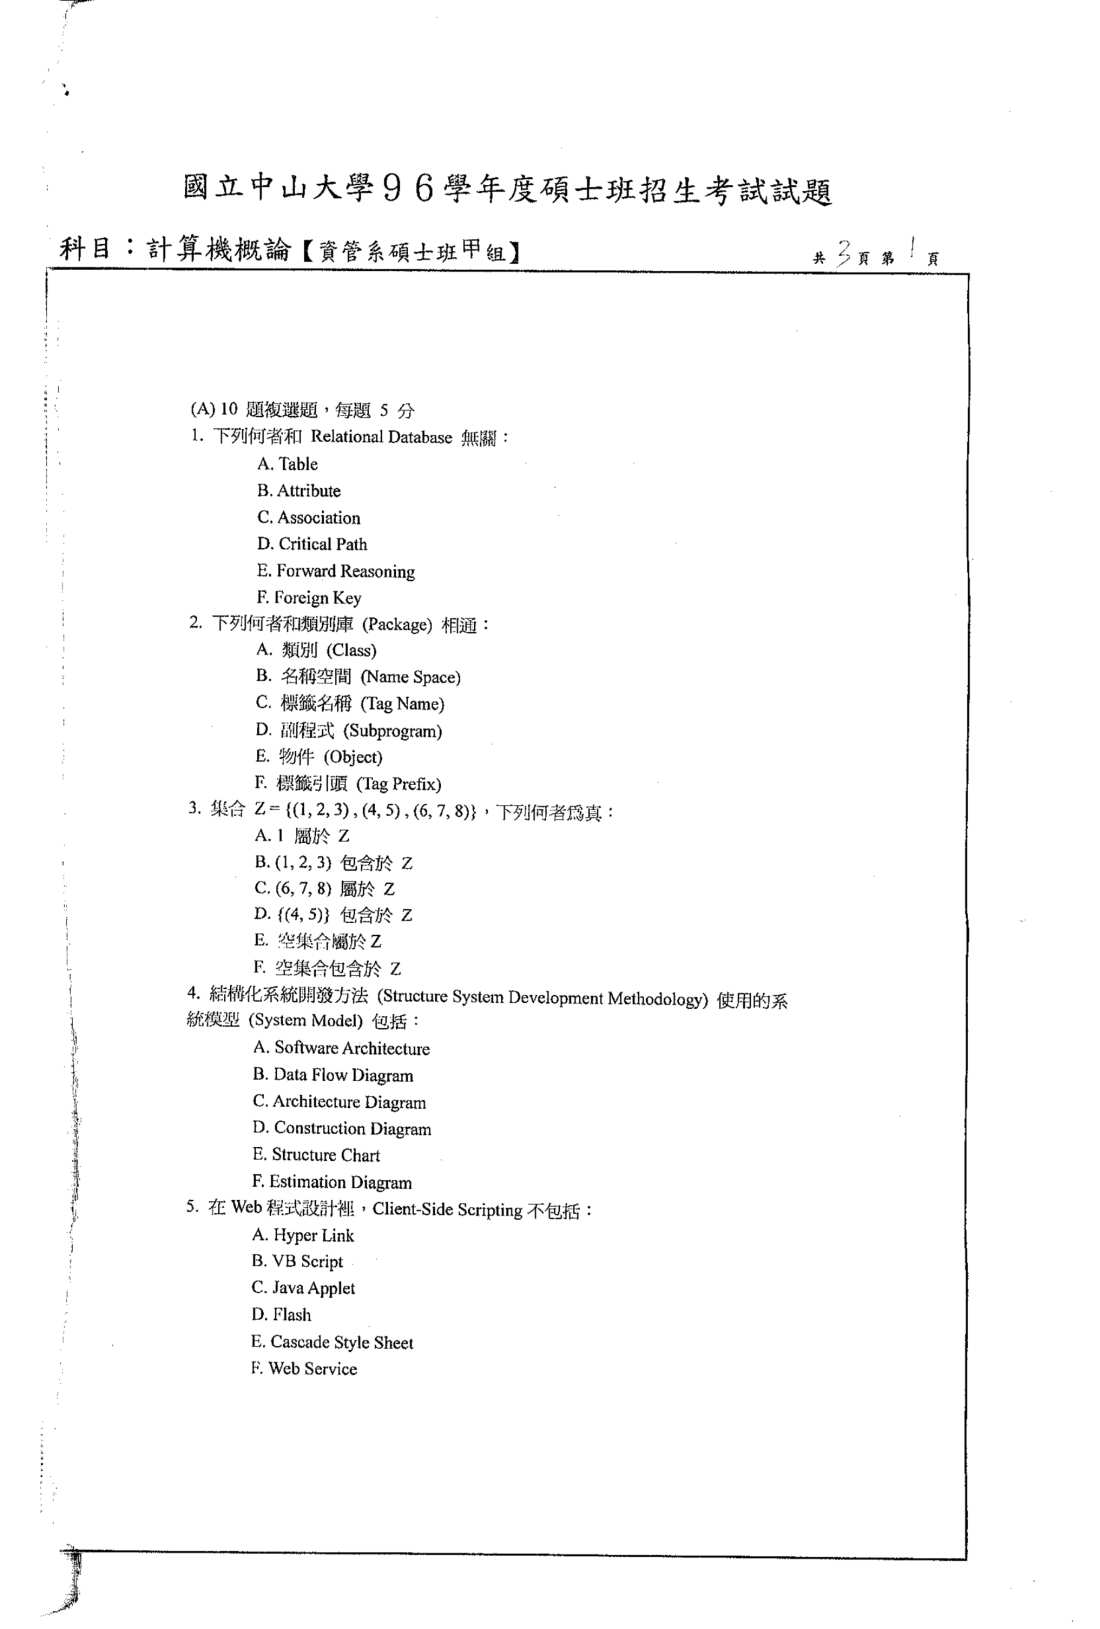 國立中山大學96學年度碩士班招生考試試題
科目：計算機概論【資管系碩士班甲組】 共3頁 第1頁
(A) 10 題複選題，每題 5 分
1. 下列何者和 Relational Database 無關：
A. Table
B. Attribute
C. Association
D. Critical Path
E. Forward Reasoning
F. Foreign Key
2. 下列何者和類別庫 (Package) 相通：
A. 類別 (Class)
B. 名稱空間 (Name Space)
C. 標籤名稱 (Tag Name)
D. 副程式 (Subprogram)
E. 物件 (Object)
F. 標籤引頭 (Tag Prefix)
3. 集合 Z = {(1, 2, 3) , (4, 5) , (6, 7, 8)}，下列何者為真：
A. 1 屬於 Z
B. (1, 2, 3) 包含於 Z
C. (6, 7, 8) 屬於 Z
D. {(4, 5)} 包含於 Z
E. 空集合屬於 Z
F. 空集合包含於 Z
4. 結構化系統開發方法 (Structure System Development Methodology) 使用的系
統模型 (System Model) 包括：
A. Software Architecture
B. Data Flow Diagram
C. Architecture Diagram
D. Construction Diagram
E. Structure Chart
F. Estimation Diagram
5. 在 Web 程式設計裡，Client-Side Scripting 不包括：
A. Hyper Link
B. VB Script
C. Java Applet
D. Flash
E. Cascade Style Sheet
F. Web Service